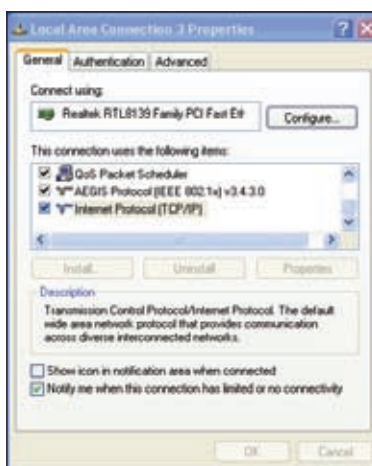 Local Area Connection 3 Properties
General Authentication Advanced
Connect using:
Realtek RTL8139 Family PCI Fast Eth
Configure...
This connection uses the following items:
QoS Packet Scheduler
AEGIS Protocol (IEEE 802.1x) v3.4.3.0
Internet Protocol (TCP/IP)
Install... Uninstall Properties
Description
Transmission Control Protocol/Internet Protocol. The default
wide area network protocol that provides communication
across diverse interconnected networks.
Show icon in notification area when connected
Notify me when this connection has limited or no connectivity
OK Cancel